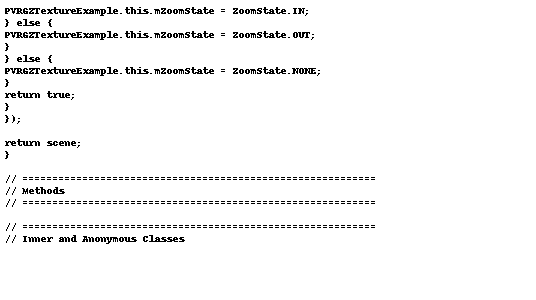 PVRGZTextureExample.this.mZoomState = ZoomState.IN;
} else {
PVRGZTextureExample.this.mZoomState = ZoomState.OUT;
}
} else {
PVRGZTextureExample.this.mZoomState = ZoomState.NONE;
}
return true;
}
});

return scene;
}

// ===========================================================
// Methods
// ===========================================================

// ===========================================================
// Inner and Anonymous Classes